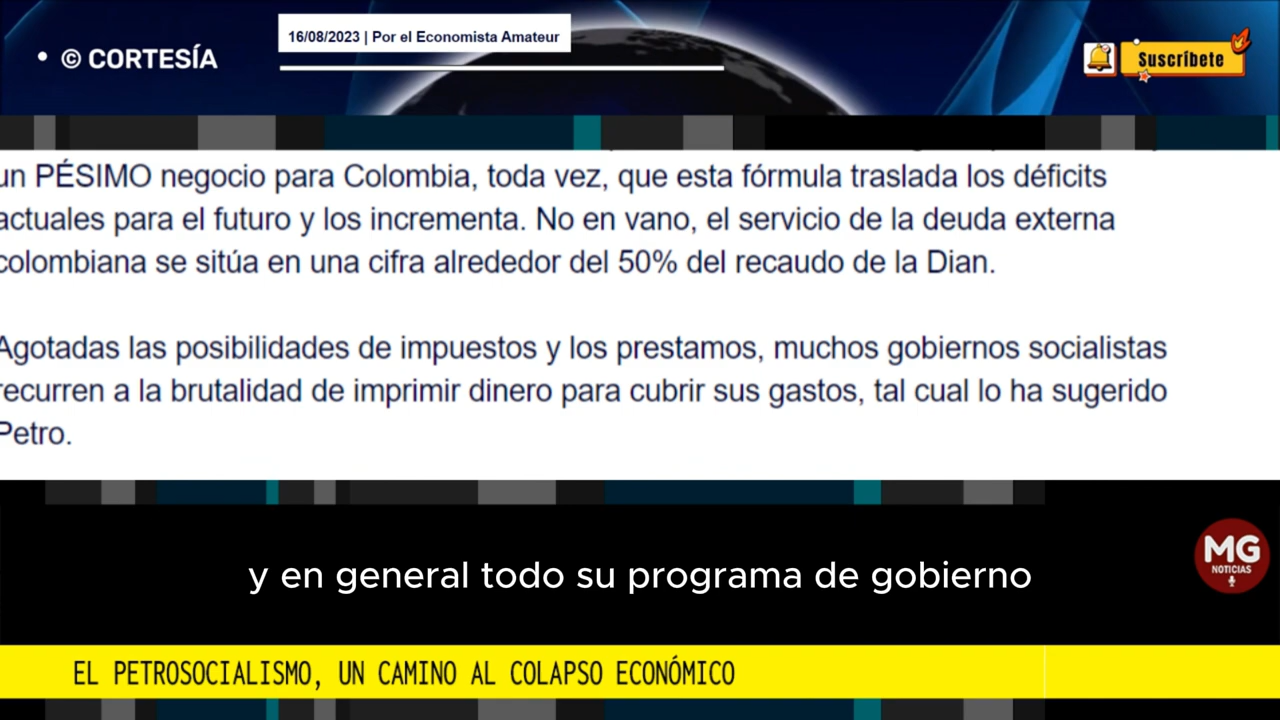 16/08/2023 | Por el Economista Amateur
© CORTESÍA
Suscríbete
un PÉSIMO negocio para Colombia, toda vez, que esta fórmula traslada los déficits
actuales para el futuro y los incrementa. No en vano, el servicio de la deuda externa
colombiana se sitúa en una cifra alrededor del 50% del recaudo de la Dian.
Agotadas las posibilidades de impuestos y los prestamos, muchos gobiernos socialistas
recurren a la brutalidad de imprimir dinero para cubrir sus gastos, tal cual lo ha sugerido
Petro.
MG
NOTICIAS
y en general todo su programa de gobierno
EL PETROSOCIALISMO, UN CAMINO AL COLAPSO ECONÓMICO